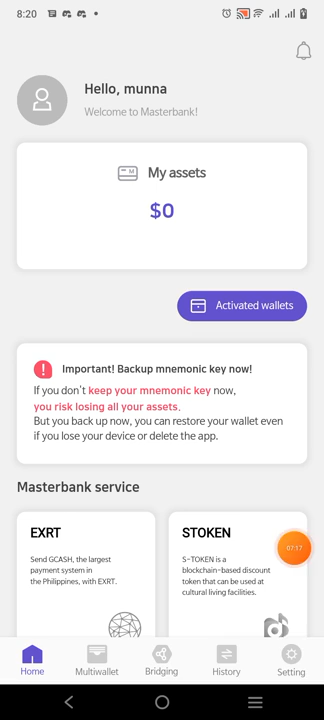 8:20
Hello, munna
Welcome to Masterbank!
M
My assets
$0
Activated wallets
Important! Backup mnemonic key now!
If you don't keep your mnemonic key now,
you risk losing all your assets.
But you back up now, you can restore your wallet even
if you lose your device or delete the app.
Masterbank service
EXRT
Send GCASH, the largest
payment system in
the Philippines, with EXRT.
STOKEN
S-TOKEN is a
blockchain-based discount
token that can be used at
cultural living facilities.
07:17
Home
Multiwallet
Bridging
History
Setting